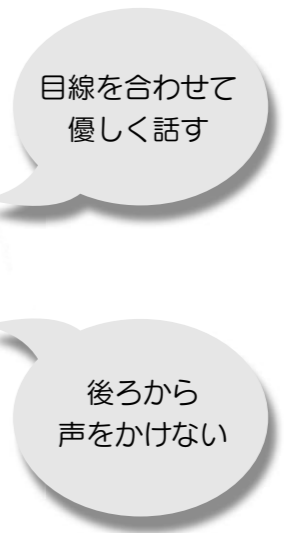 目線を合わせて
優しく話す
後ろから
声をかけない